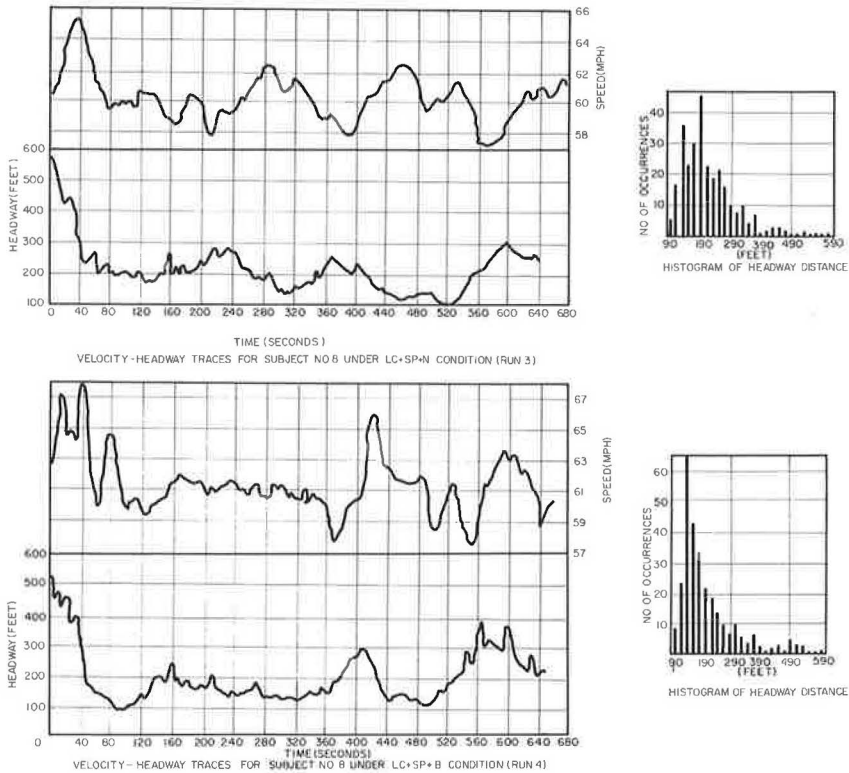 66
64
62
60
58
SPEED(MPH)
600
500
400
300
200
100
HEADWAY(FEET)
0 40 80 120 160 200 240 280 320 360 400 440 480 520 560 600 640 680
TIME (SECONDS)
VELOCITY-HEADWAY TRACES FOR SUBJECT NO 8 UNDER LC+SP+N CONDITION (RUN 3)
NO OF OCCURRENCES
40
30
20
10
90 190 290 390 490 590
(FEET)
HISTOGRAM OF HEADWAY DISTANCE
67
65
63
61
59
57
SPEED(MPH)
600
500
400
300
200
100
HEADWAY(FEET)
0
0 40 80 120 160 200 240 280 320 360 400 440 480 520 560 600 640 680
TIME(SECONDS)
VELOCITY-HEADWAY TRACES FOR SUBJECT NO 8 UNDER LC+SP+B CONDITION (RUN 4)
NO OF OCCURRENCES
60
50
40
30
20
10
90 190 290 390 490 590
(FEET)
HISTOGRAM OF HEADWAY DISTANCE